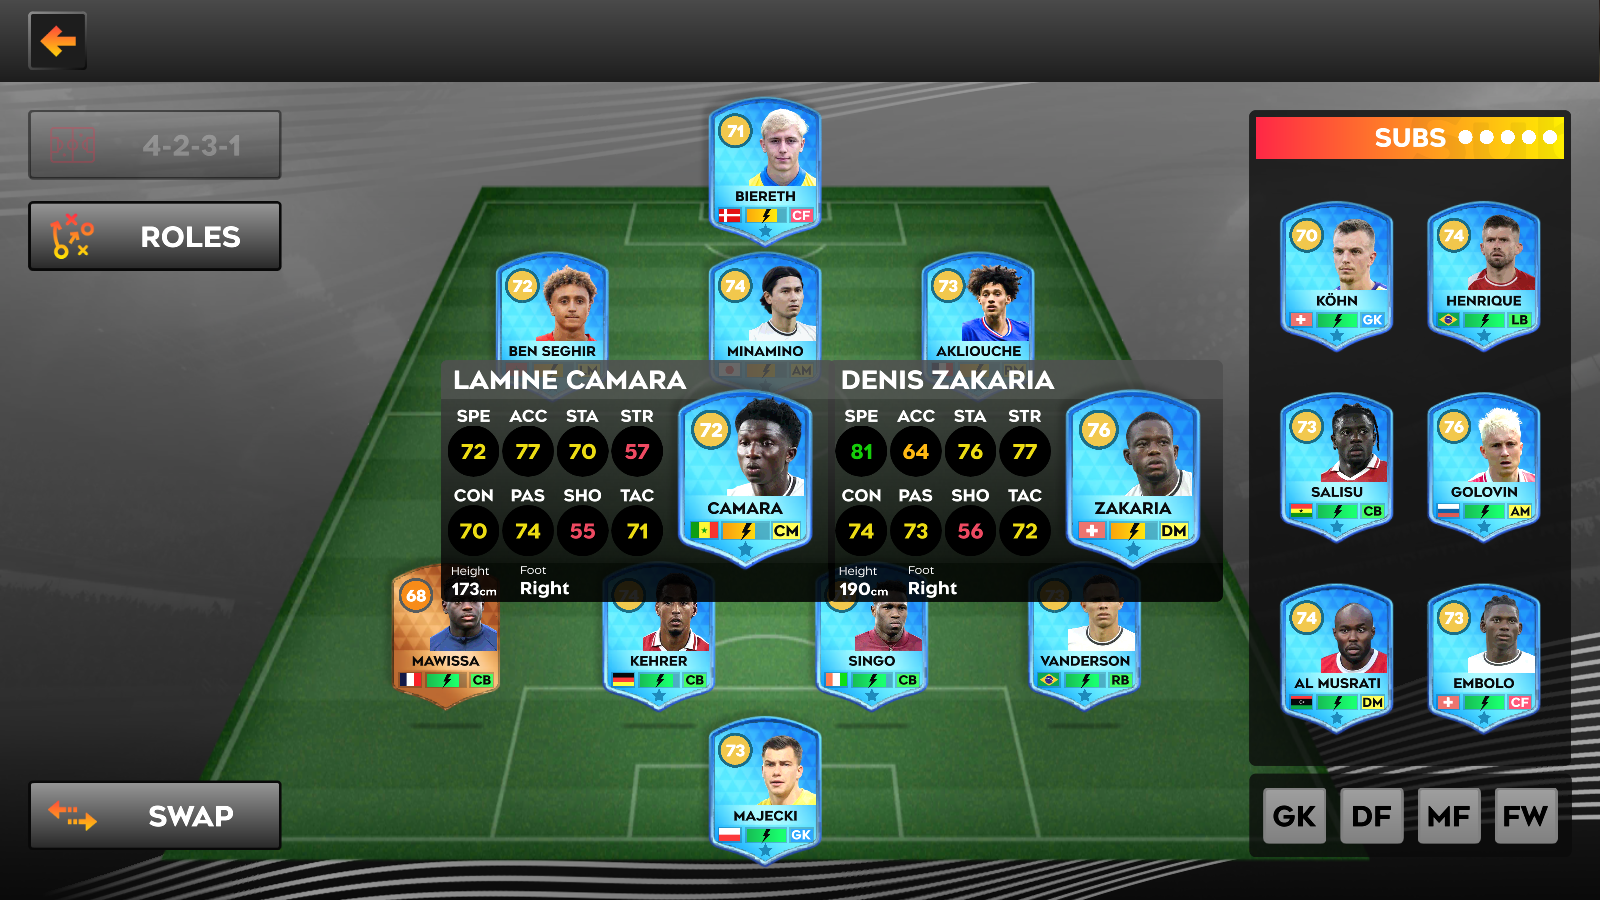 4-2-3-1
ROLES
SWAP
71
BIERETH
CF
72
BEN SEGHIR
74
MINAMINO
AM
73
AKLIOUCHE
LAMINE CAMARA
SPE ACC STA STR
72 77 70 57
CON PAS SHO TAC
70 74 55 71
Height
173cm
Foot
Right
72
CAMARA
CM
DENIS ZAKARIA
SPE ACC STA STR
81 64 76 77
CON PAS SHO TAC
74 73 56 72
Height
190cm
Foot
Right
76
ZAKARIA
DM
68
MAWISSA
CB
74
KEHRER
CB
SINGO
CB
VANDERSON
RB
73
MAJECKI
GK
SUBS
70
KÖHN
GK
74
HENRIQUE
LB
73
SALISU
CB
76
GOLOVIN
AM
74
AL MUSRATI
DM
73
EMBOLO
CF
GK DF MF FW